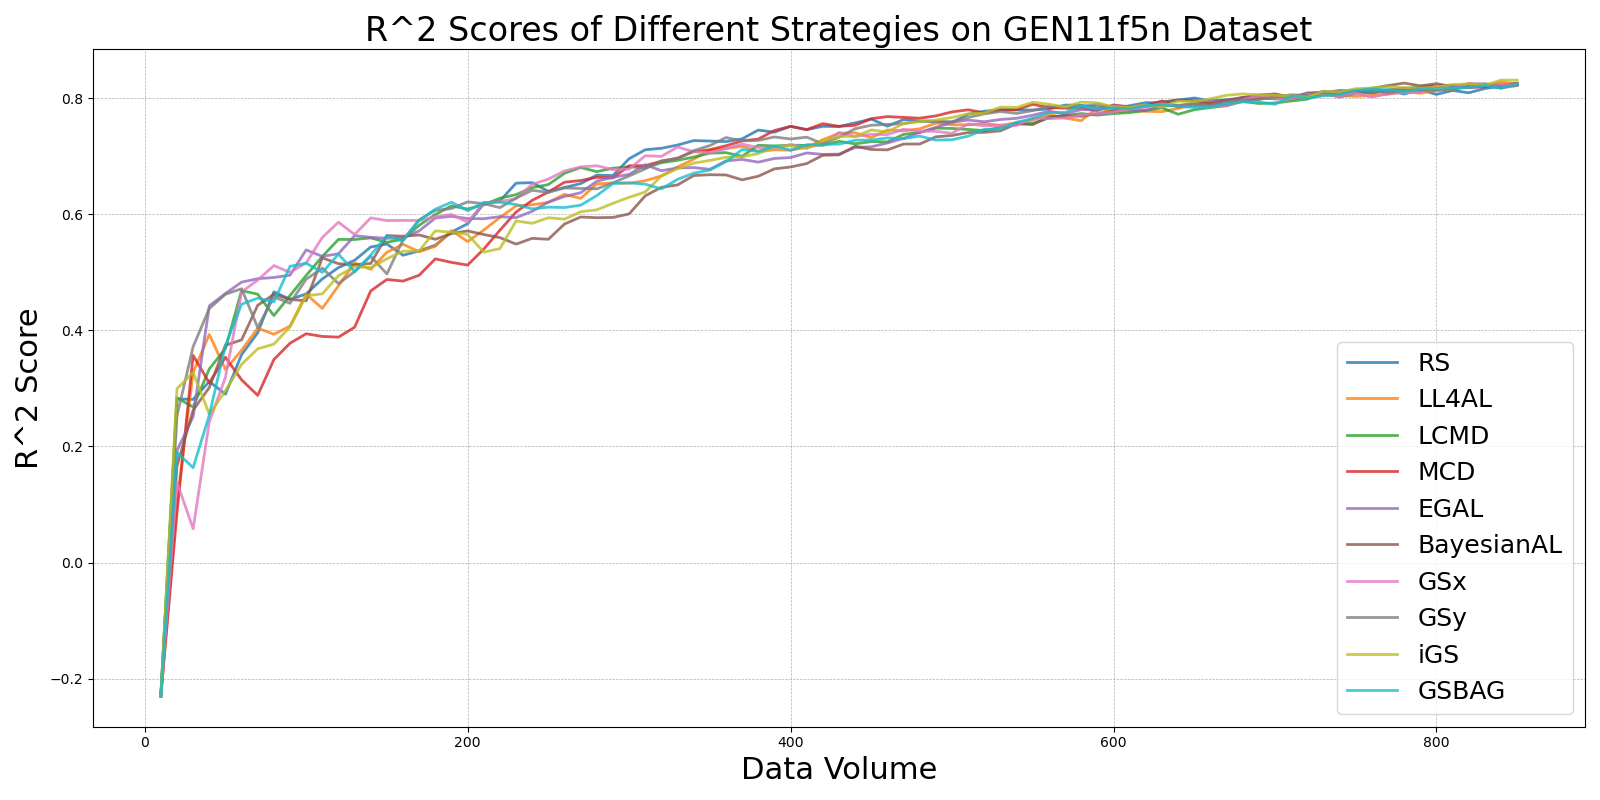 R^2 Scores of Different Strategies on GEN11f5n Dataset
R^2 Score
0.8
0.6
0.4
0.2
0.0
−0.2
0
200
400
600
800
Data Volume
RS
LL4AL
LCMD
MCD
EGAL
BayesianAL
GSx
GSy
iGS
GSBAG